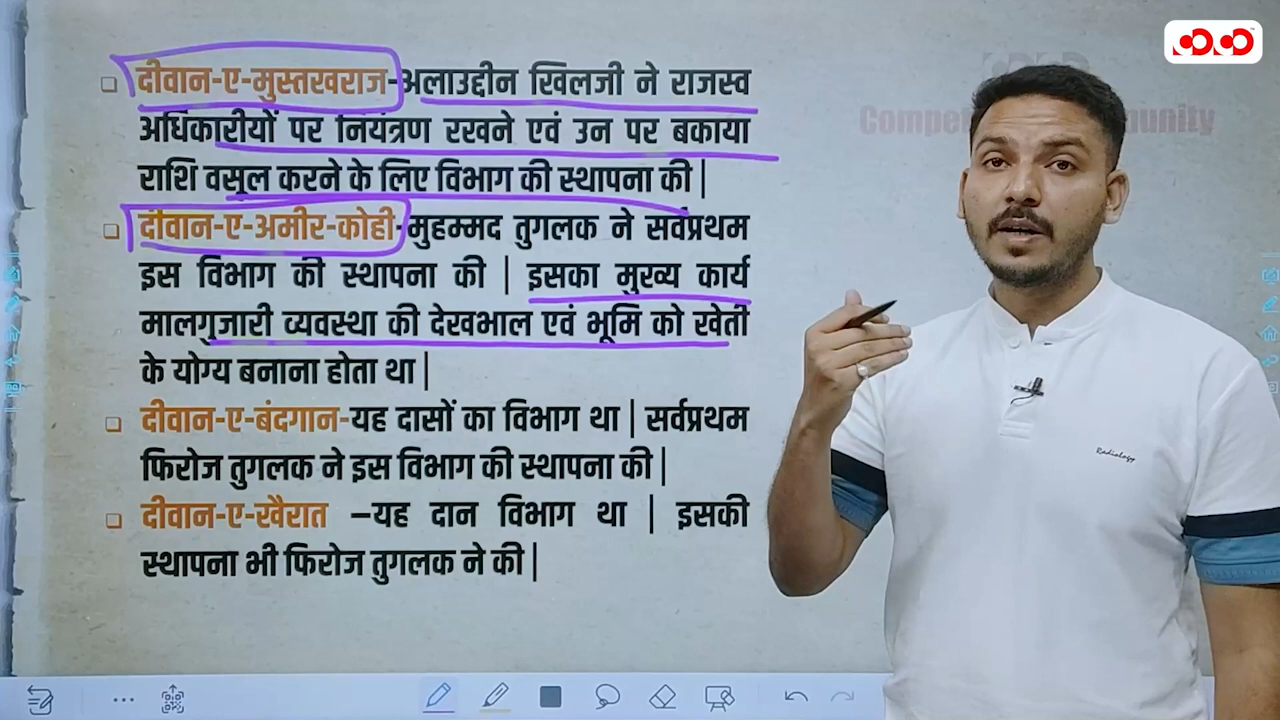 दीवान-ए-मुस्तखराज-अलाउद्दीन खिलजी ने राजस्व
अधिकारीयों पर नियंत्रण रखने एवं उन पर बकाया
राशि वसूल करने के लिए विभाग की स्थापना की |
दीवान-ए-अमीर-कोही-मुहम्मद तुगलक ने सर्वप्रथम
इस विभाग की स्थापना की | इसका मुख्य कार्य
मालगुजारी व्यवस्था की देखभाल एवं भूमि को खेती
के योग्य बनाना होता था |
दीवान-ए-बंदगान-यह दासों का विभाग था | सर्वप्रथम
फिरोज तुगलक ने इस विभाग की स्थापना की |
दीवान-ए-खैरात –यह दान विभाग था | इसकी
स्थापना भी फिरोज तुगलक ने की |
Radiology